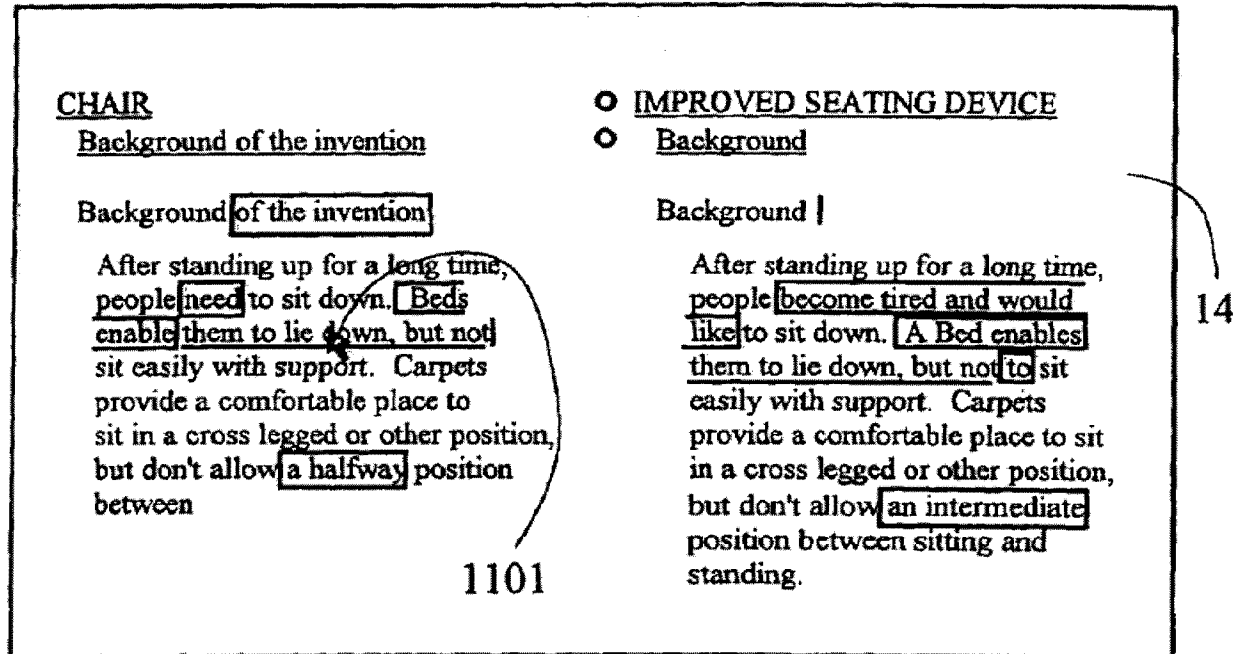 CHAIR
Background of the invention
Background of the invention
After standing up for a long time,
people need to sit down. Beds
enable them to lie down, but not
sit easily with support. Carpets
provide a comfortable place to
sit in a cross legged or other position,
but don't allow a halfway position
between
1101
IMPROVED SEATING DEVICE
Background
Background
After standing up for a long time,
people become tired and would
like to sit down. A Bed enables
them to lie down, but not to sit
easily with support. Carpets
provide a comfortable place to sit
in a cross legged or other position,
but don't allow an intermediate
position between sitting and
standing.
14